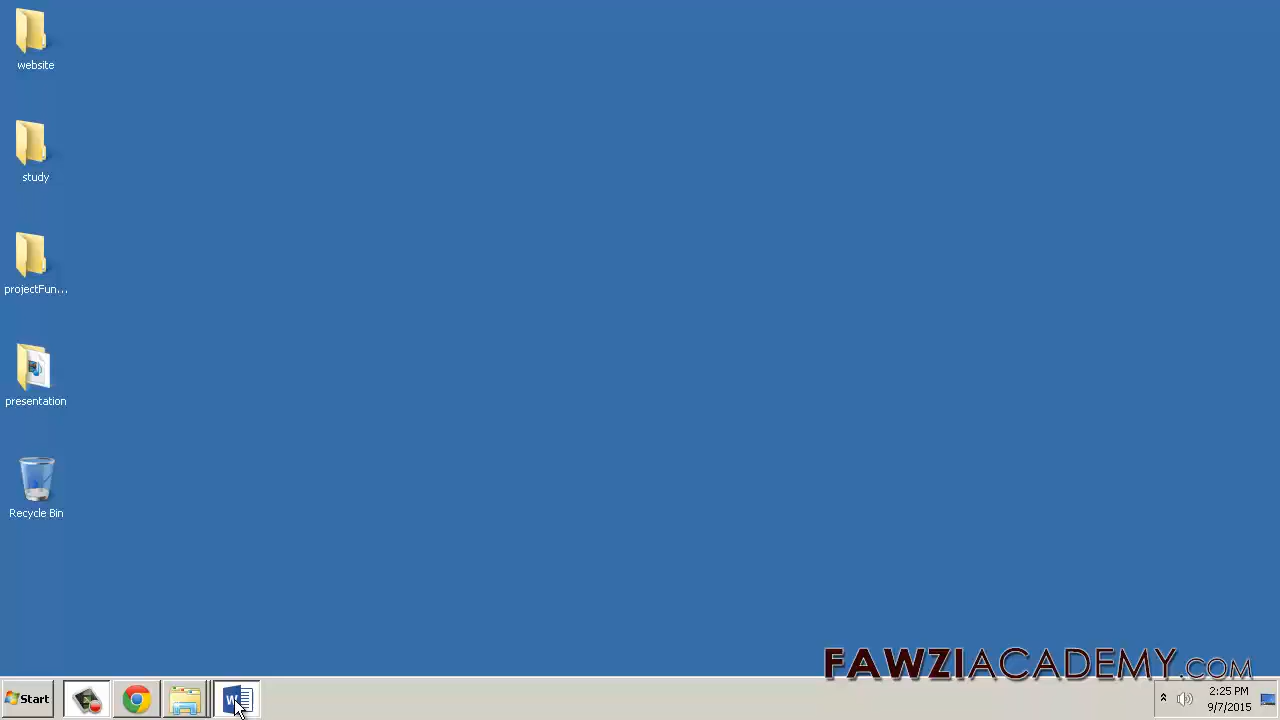 website
study
projectFun...
presentation
Recycle Bin
FAWZIACADEMY.COM
Start
W
2:25 PM
9/7/2015